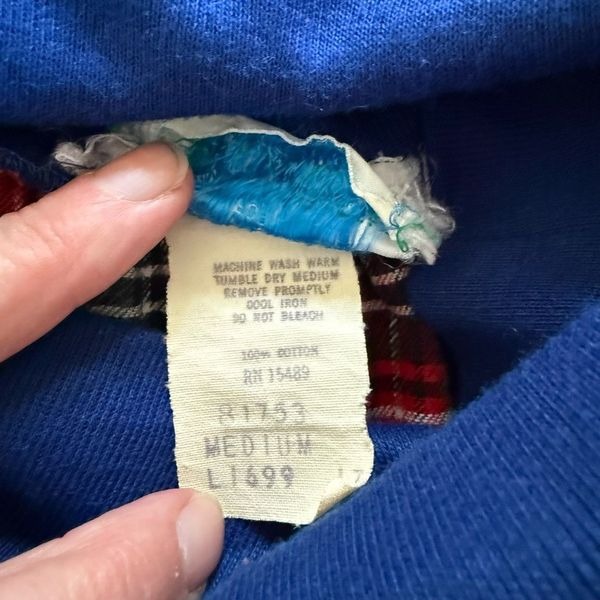 MACHINE WASH WARM
TUMBLE DRY MEDIUM
REMOVE PROMPTLY
COOL IRON
DO NOT BLEACH
100% COTTON
RN 15489
81753
MEDIUM
L1699 17